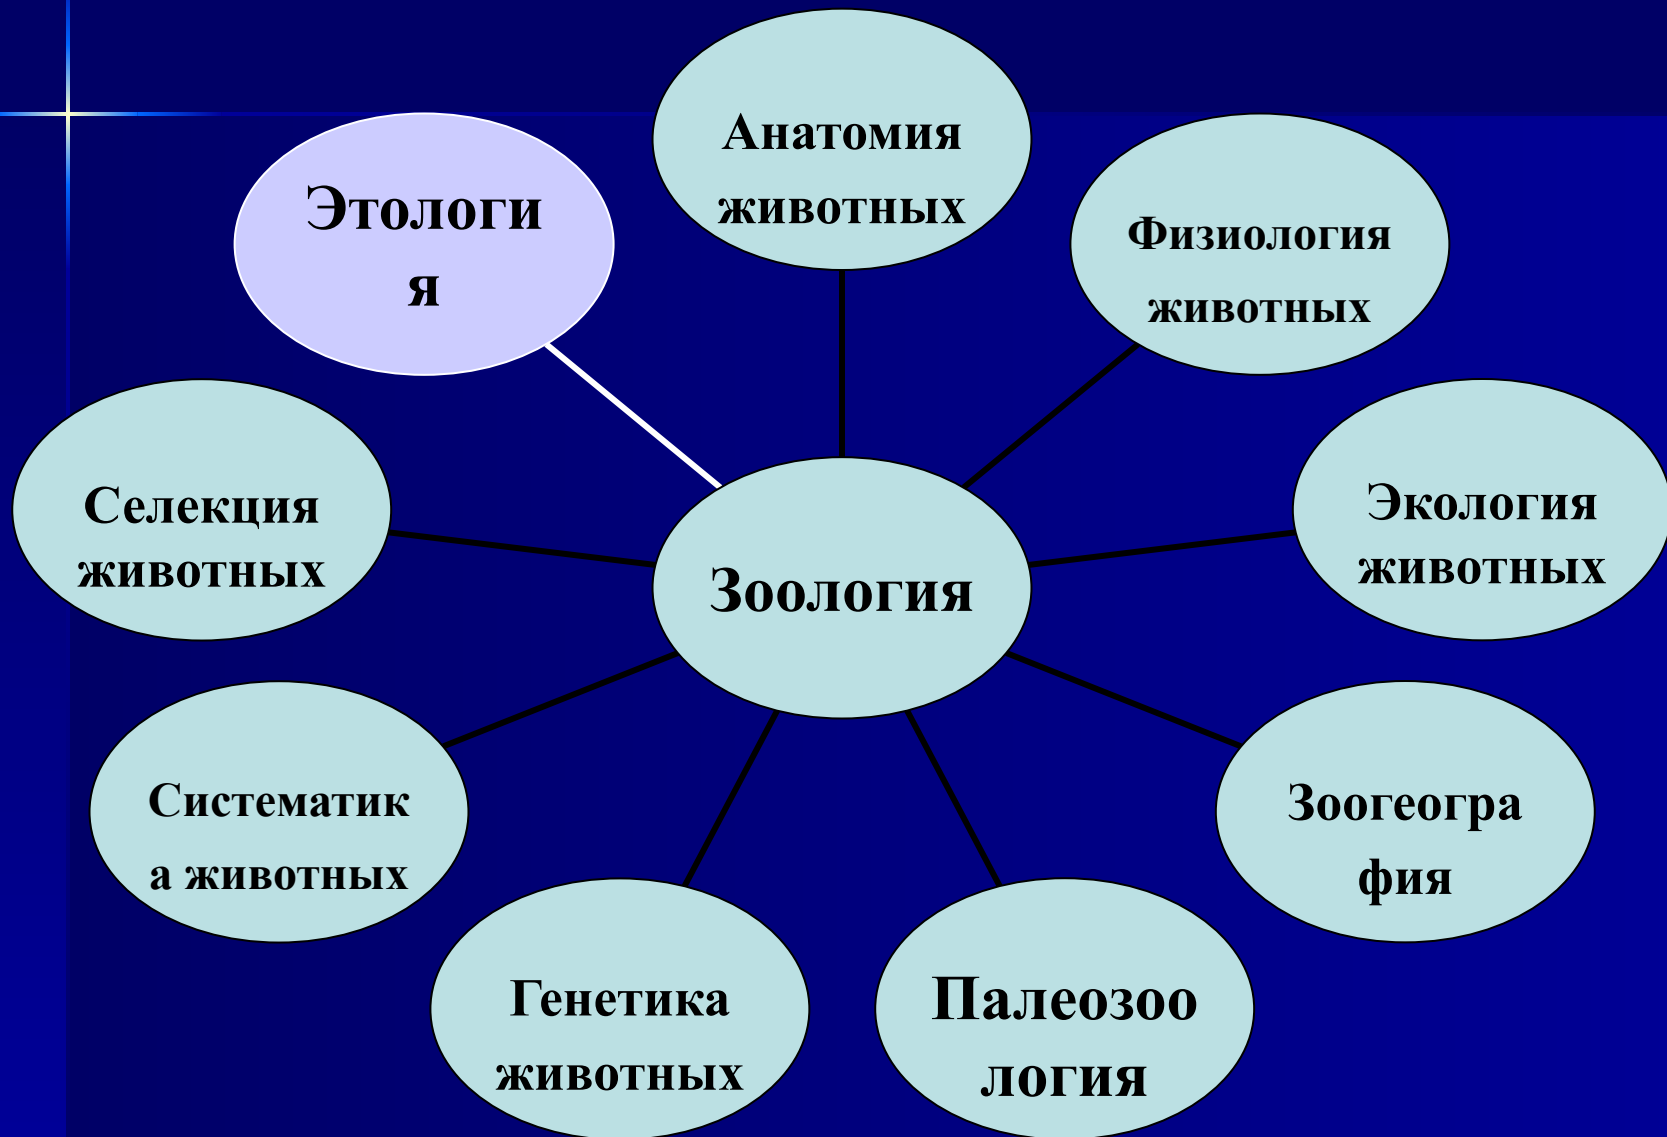 Анатомия
животных
Этологи
я
Физиология
животных
Селекция
животных
Экология
животных
Зоология
Систематик
а животных
Зоогеогра
фия
Генетика
животных
Палеозоо
логия